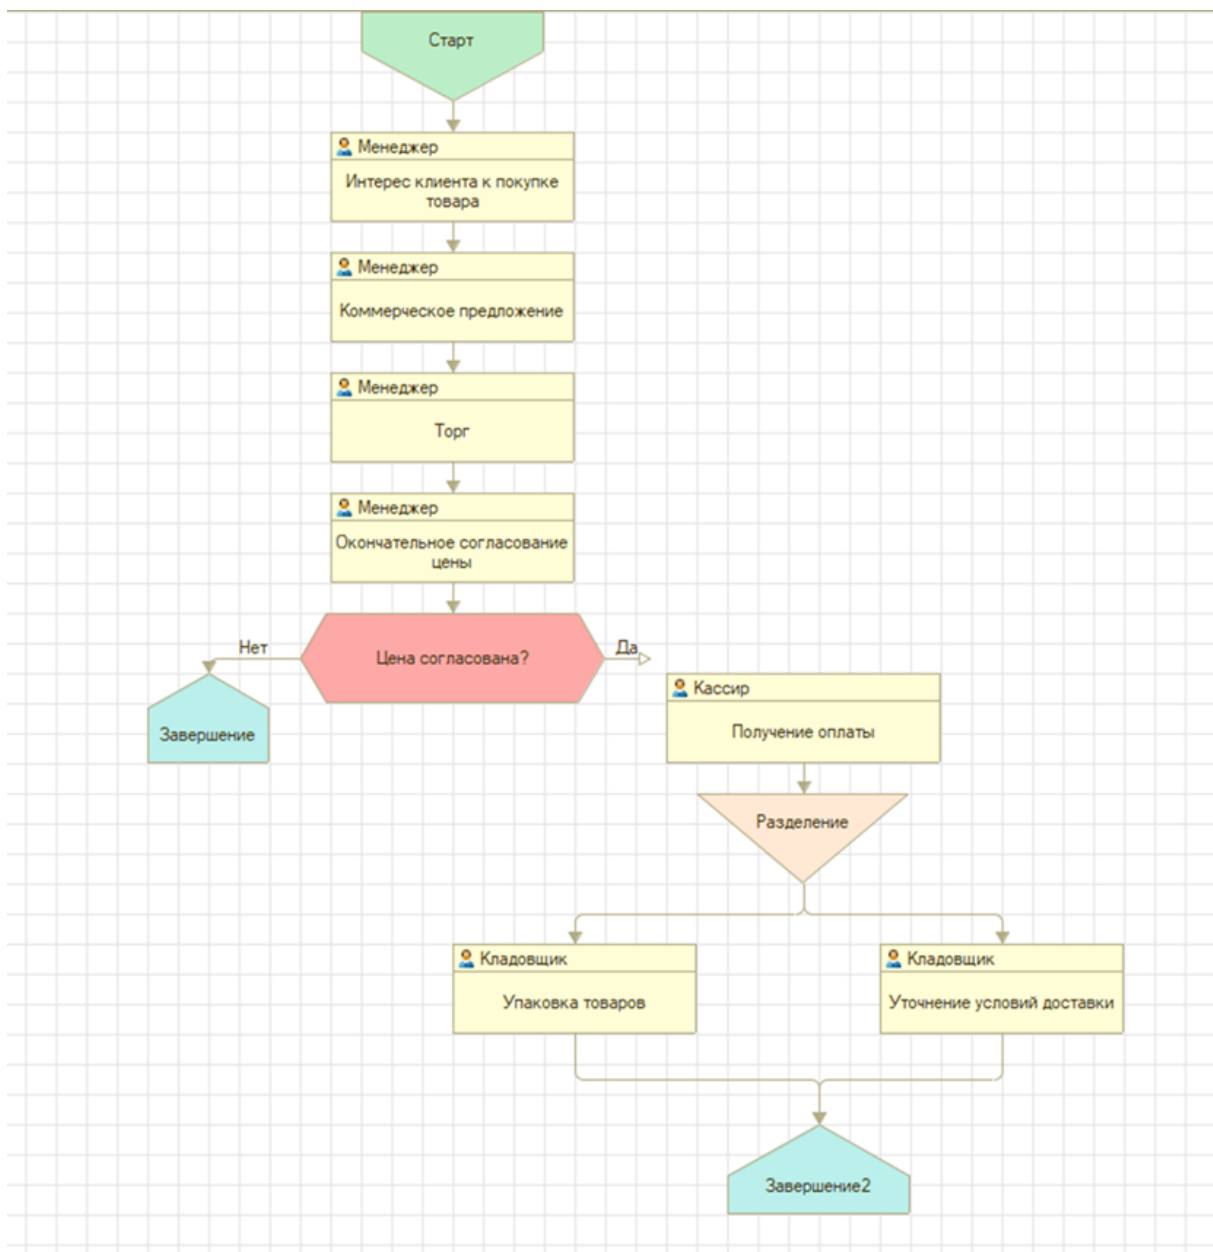 Старт
Менеджер
Интерес клиента к покупке
товара
Менеджер
Коммерческое предложение
Менеджер
Торг
Менеджер
Окончательное согласование
цены
Нет
Цена согласована?
Да
Завершение
Кассир
Получение оплаты
Разделение
Кладовщик
Упаковка товаров
Кладовщик
Уточнение условий доставки
Завершение2